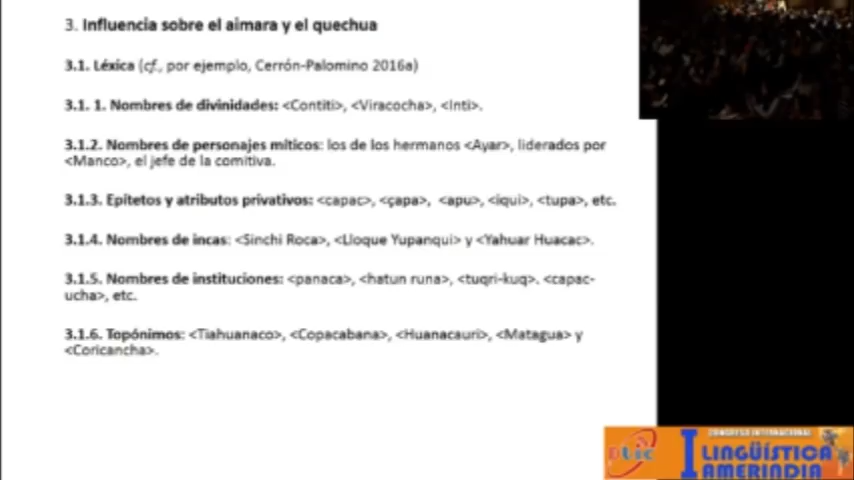 3. Influencia sobre el aimara y el quechua
3.1. Léxica (cf., por ejemplo, Cerrón-Palomino 2016a)
3.1. 1. Nombres de divinidades: <Contiti>, <Viracocha>, <Inti>.
3.1.2. Nombres de personajes míticos: los de los hermanos <Ayar>, liderados por
<Manco>, el jefe de la comitiva.
3.1.3. Epítetos y atributos privativos: <capac>, <çapa>, <apu>, <iqui>, <tupa>, etc.
3.1.4. Nombres de incas: <Sinchi Roca>, <Lloque Yupanqui> y <Yahuar Huacac>.
3.1.5. Nombres de instituciones: <panaca>, <hatun runa>, <tuqri-kuq>. <capac-
ucha>, etc.
3.1.6. Topónimos: <Tiahuanaco>, <Copacabana>, <Huanacauri>, <Matagua> y
<Coricancha>.
CONGRESO INTERNACIONAL
I LINGÜÍSTICA
AMERINDIA